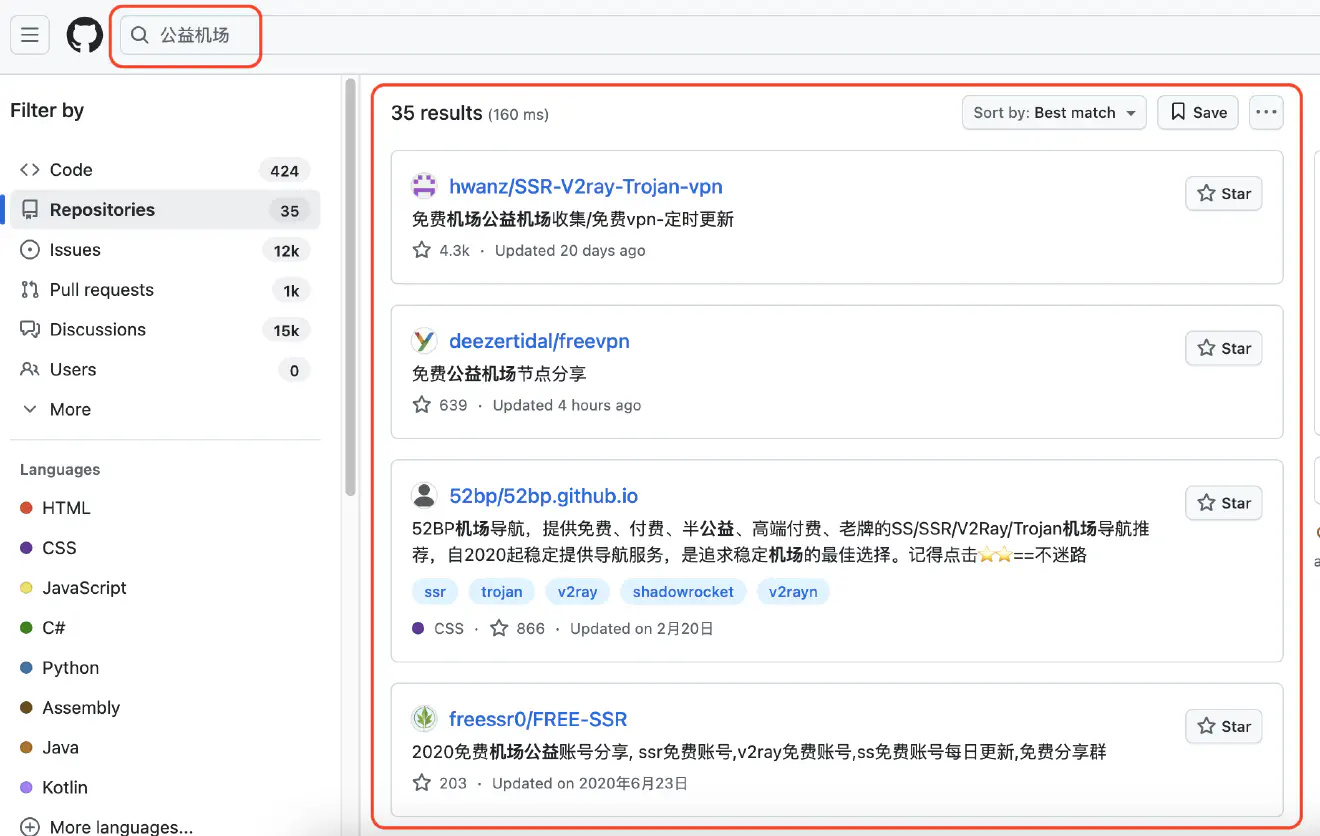 公益机场
Filter by
Code 424
Repositories 35
Issues 12k
Pull requests 1k
Discussions 15k
Users 0
More
Languages
HTML
CSS
JavaScript
C#
Python
Assembly
Java
Kotlin
More languages...
35 results (160 ms)
Sort by: Best match
Save
hwanz/SSR-V2ray-Trojan-vpn
Star
免费机场公益机场收集/免费vpn-定时更新
4.3k · Updated 20 days ago
deezertidal/freevpn
Star
免费公益机场节点分享
639 · Updated 4 hours ago
52bp/52bp.github.io
Star
52BP机场导航，提供免费、付费、半公益、高端付费、老牌的SS/SSR/V2Ray/Trojan机场导航推
荐，自2020起稳定提供导航服务，是追求稳定机场的最佳选择。记得点击⭐⭐==不迷路
ssr trojan v2ray shadowrocket v2rayn
CSS · 866 · Updated on 2月20日
freessr0/FREE-SSR
Star
2020免费机场公益账号分享, ssr免费账号,v2ray免费账号,ss免费账号每日更新,免费分享群
203 · Updated on 2020年6月23日